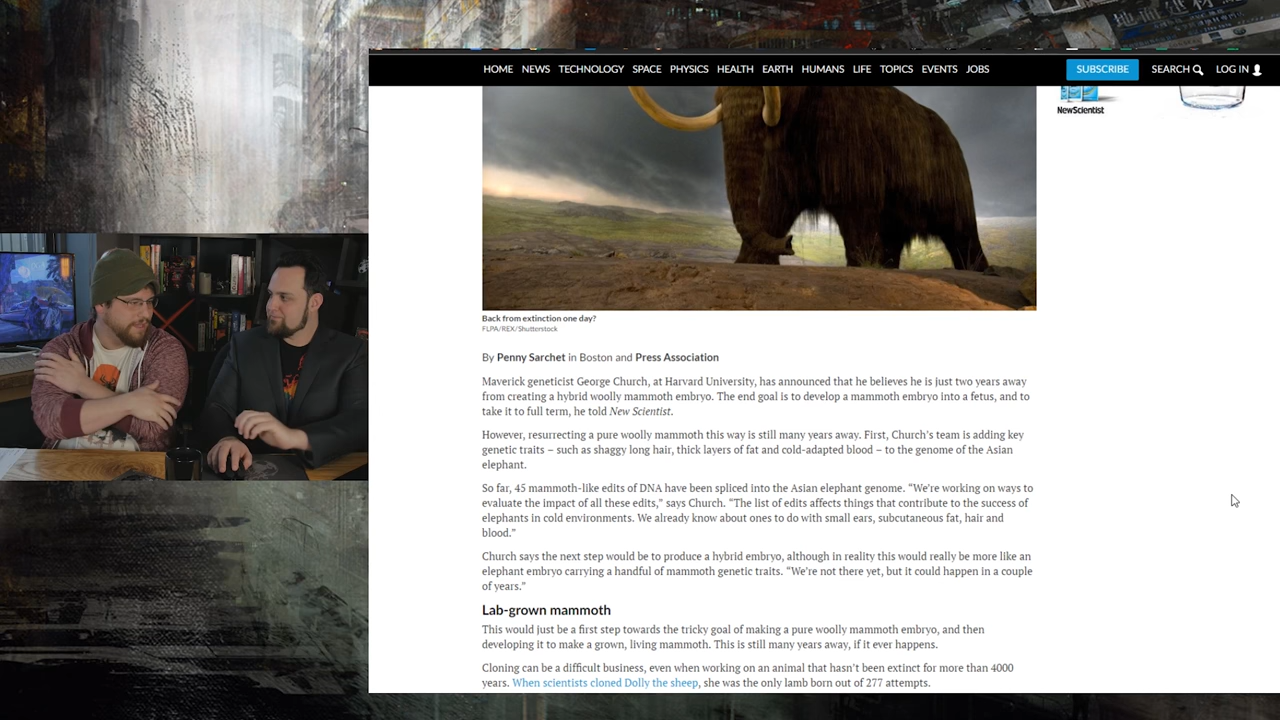 HOME NEWS TECHNOLOGY SPACE PHYSICS HEALTH EARTH HUMANS LIFE TOPICS EVENTS JOBS SUBSCRIBE SEARCH LOG IN
NewScientist
Back from extinction one day?
FLPA/REX/Shutterstock
By Penny Sarchet in Boston and Press Association
Maverick geneticist George Church, at Harvard University, has announced that he believes he is just two years away
from creating a hybrid woolly mammoth embryo. The end goal is to develop a mammoth embryo into a fetus, and to
take it to full term, he told New Scientist.
However, resurrecting a pure woolly mammoth this way is still many years away. First, Church’s team is adding key
genetic traits – such as shaggy long hair, thick layers of fat and cold-adapted blood – to the genome of the Asian
elephant.
So far, 45 mammoth-like edits of DNA have been spliced into the Asian elephant genome. “We’re working on ways to
evaluate the impact of all these edits,” says Church. “The list of edits affects things that contribute to the success of
elephants in cold environments. We already know about ones to do with small ears, subcutaneous fat, hair and
blood.”
Church says the next step would be to produce a hybrid embryo, although in reality this would really be more like an
elephant embryo carrying a handful of mammoth genetic traits. “We’re not there yet, but it could happen in a couple
of years.”
Lab-grown mammoth
This would just be a first step towards the tricky goal of making a pure woolly mammoth embryo, and then
developing it to make a grown, living mammoth. This is still many years away, if it ever happens.
Cloning can be a difficult business, even when working on an animal that hasn’t been extinct for more than 4000
years. When scientists cloned Dolly the sheep, she was the only lamb born out of 277 attempts.